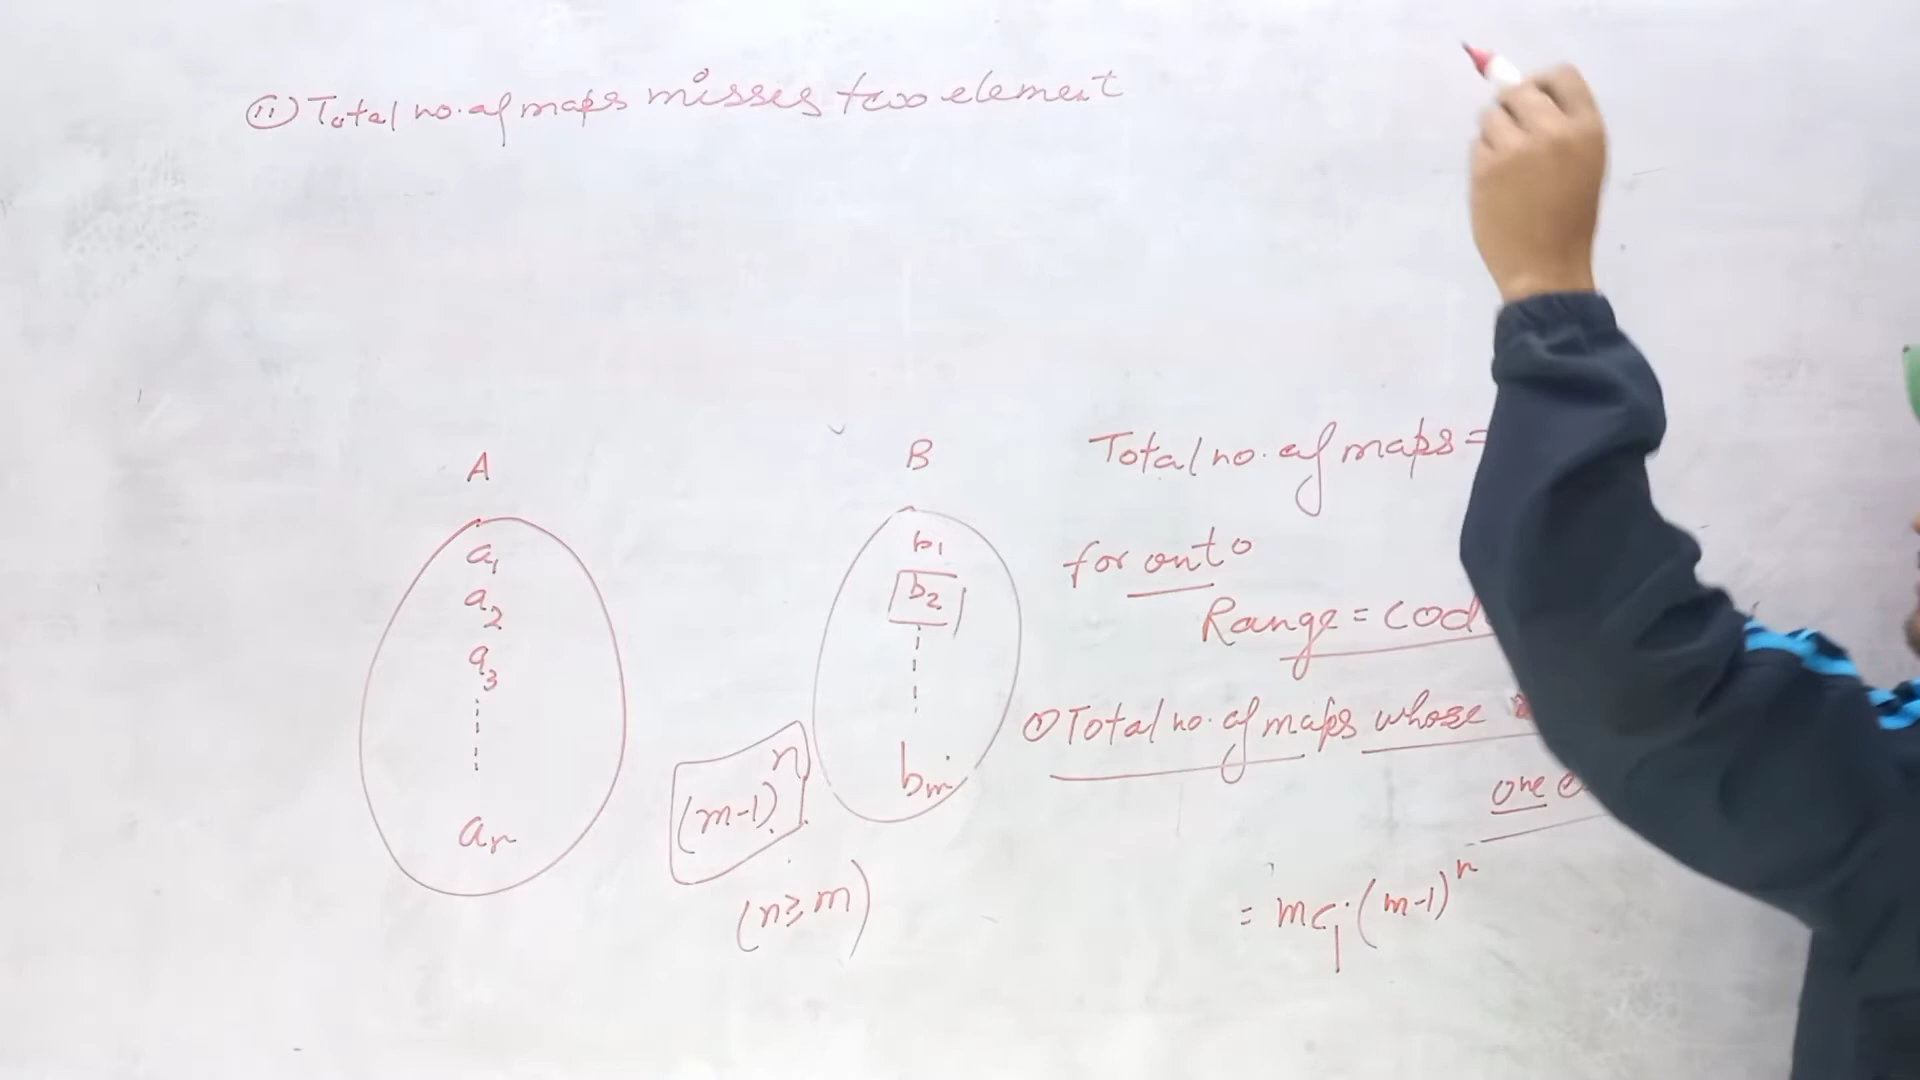 (ii) Total no. of maps misses two element
A
a1
a2
a3
an
B
b1
b2
bm
(m-1)^n
(n≥m)
Total no. of maps =
for onto
Range =
(i) Total no. of maps whose
one
= mc1·(m-1)^n